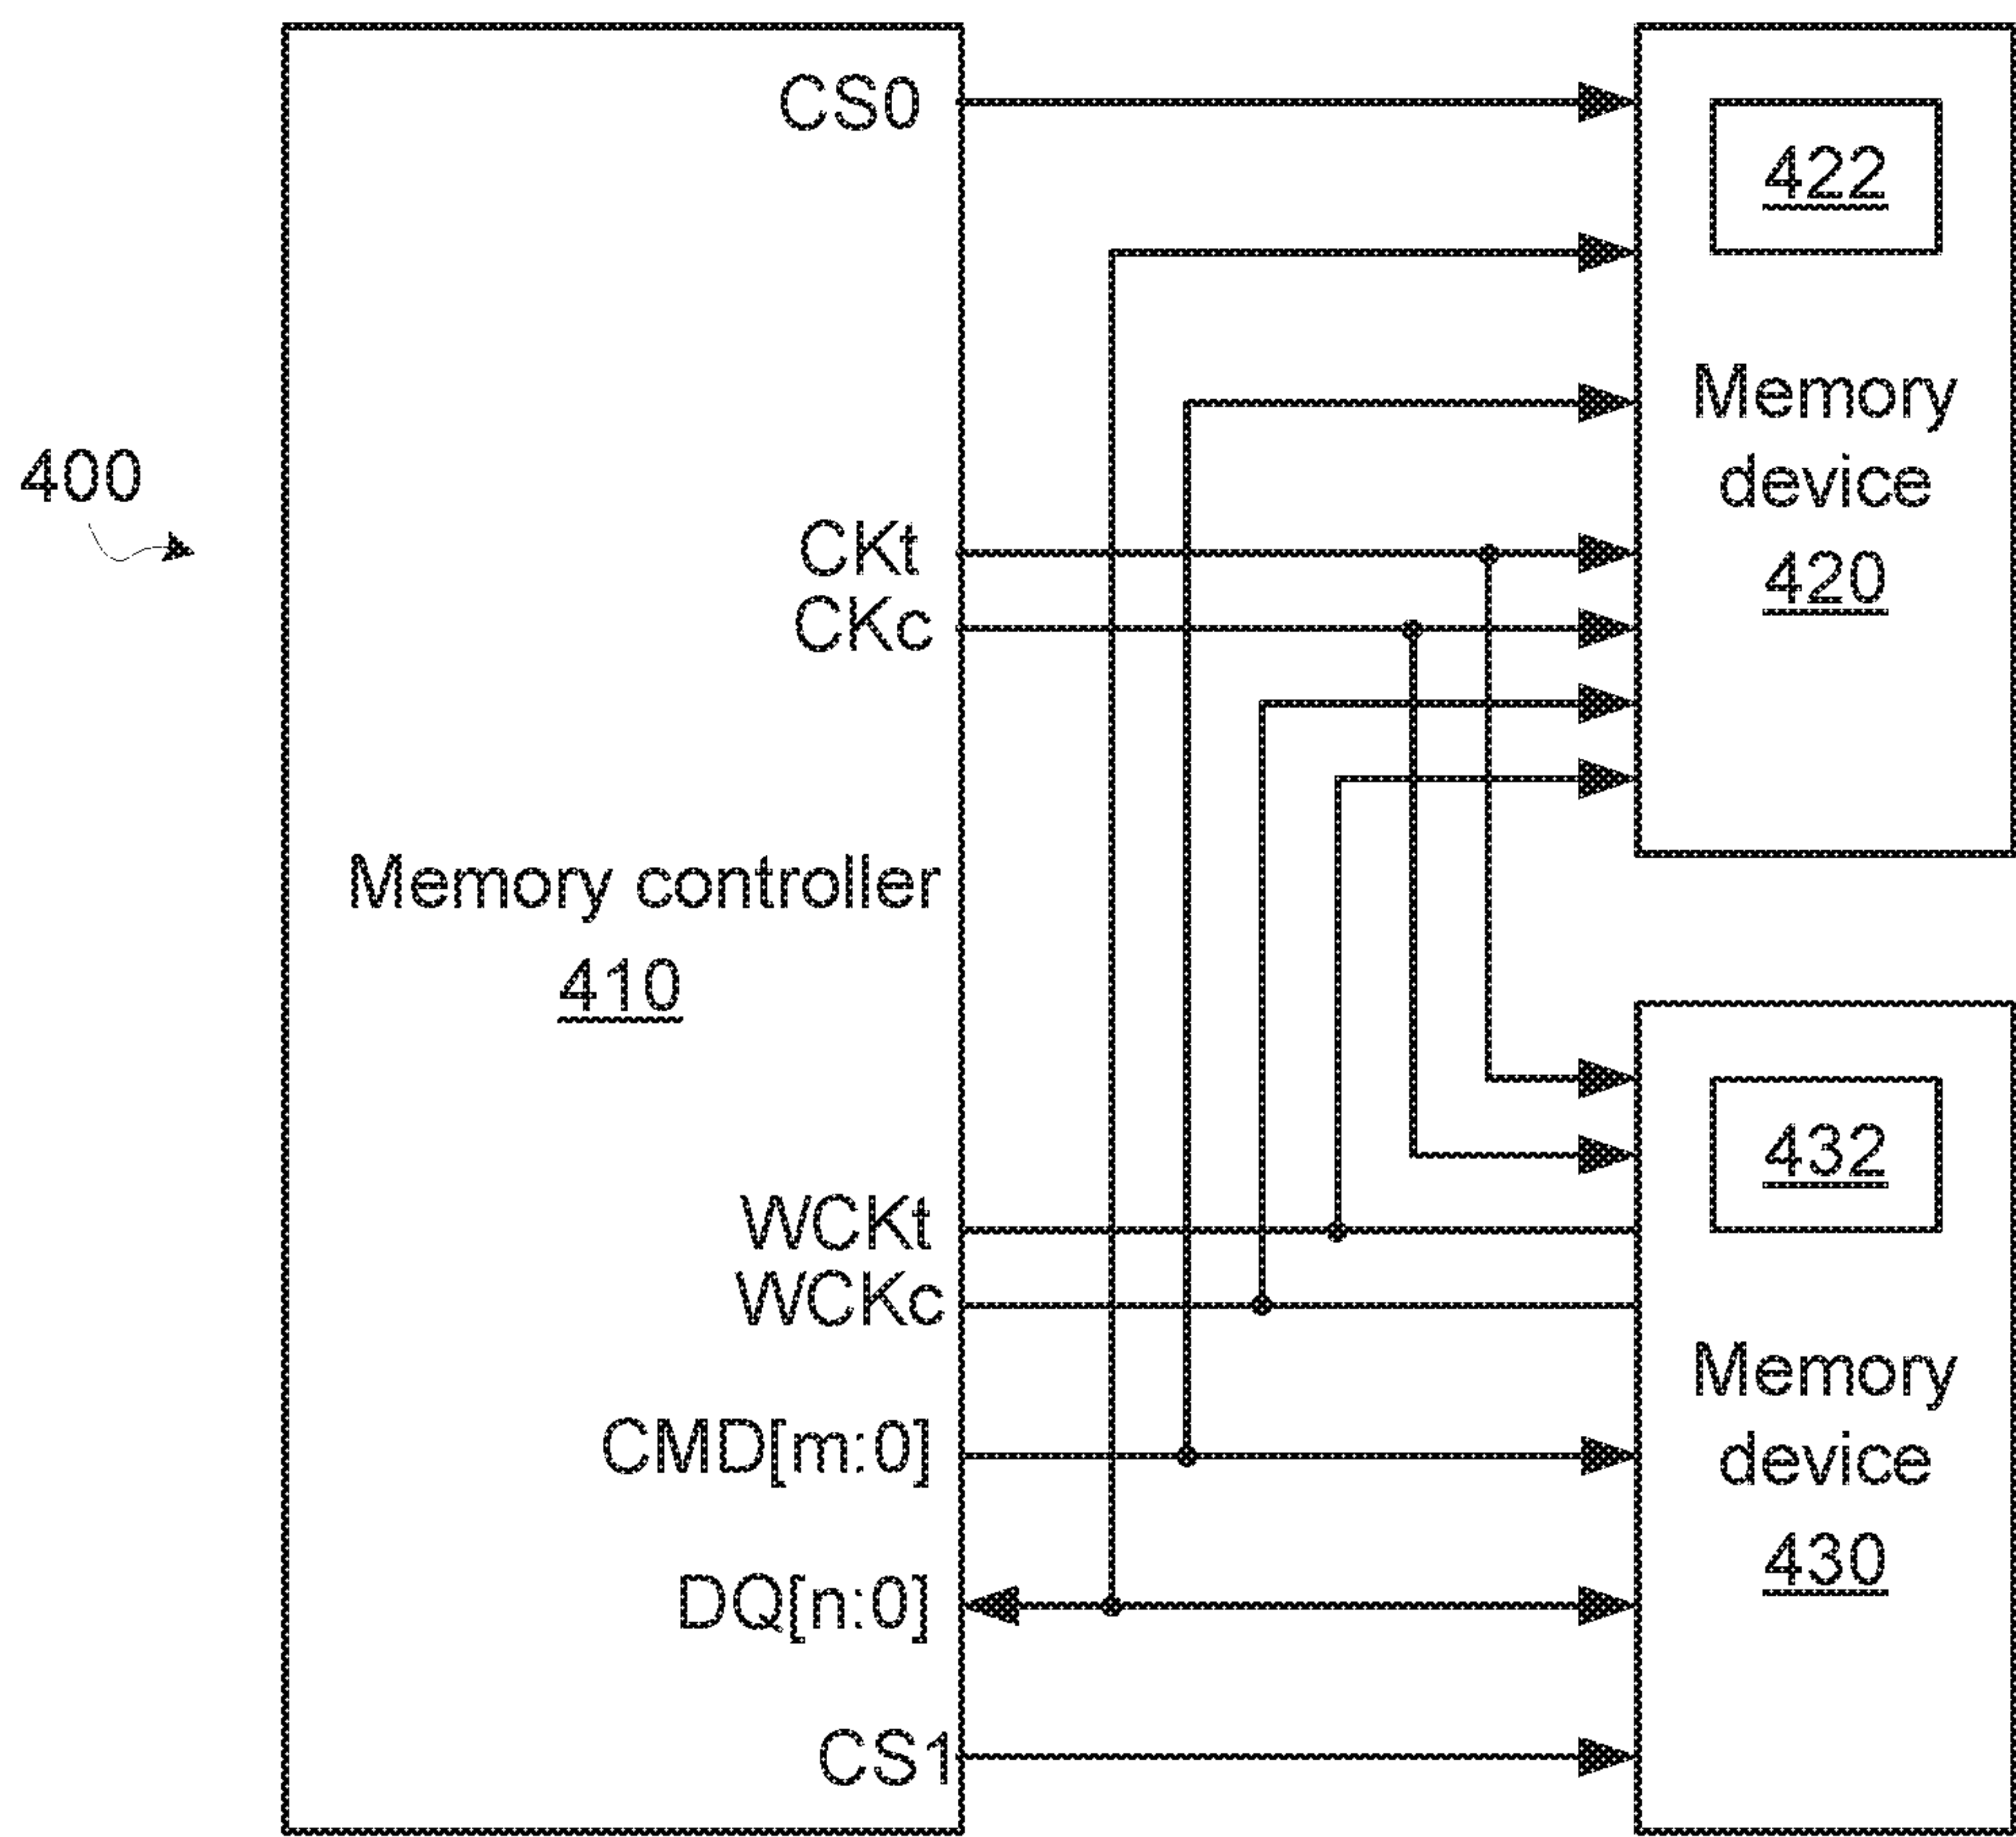 400
CS0
CKt
CKc
Memory controller
410
WCKt
WCKc
CMD[m:0]
DQ[n:0]
CS1
422
Memory
device
420
432
Memory
device
430